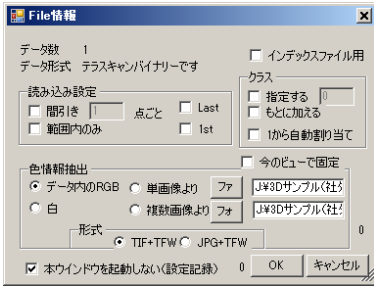 File情報
データ数 1
インデックスファイル用
データ形式 テラスキャンバイナリーです
クラス
読み込み設定
指定する 0
間引き 1 点ごと Last
もとに加える
範囲内のみ 1st
1から自動割り当て
今のビューで固定
色情報抽出
データ内のRGB 単画像より ファ J:¥3Dサンプル(社
白 複数画像より フォ J:¥3Dサンプル(社
形式 0
TIF+TFW JPG+TFW
本ウインドウを起動しない(設定記録) 0 OK キャンセル